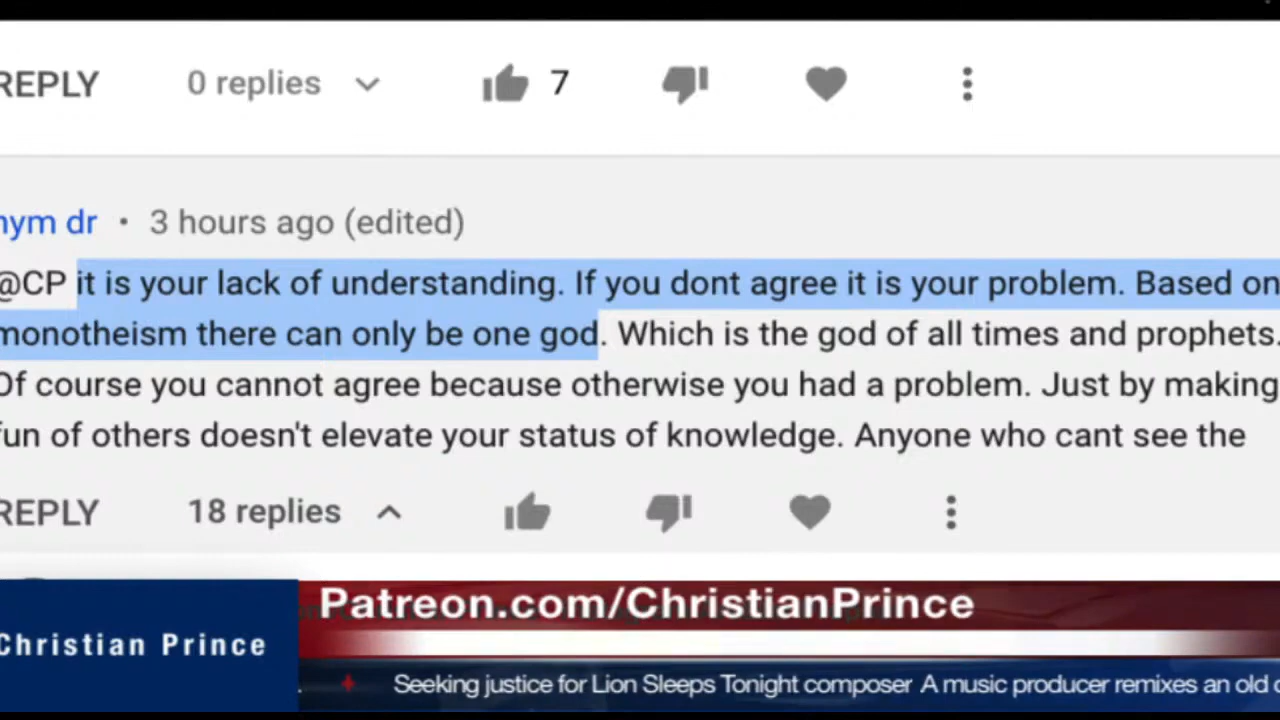 REPLY 0 replies 7
nym dr • 3 hours ago (edited)
@CP it is your lack of understanding. If you dont agree it is your problem. Based on
monotheism there can only be one god. Which is the god of all times and prophets.
Of course you cannot agree because otherwise you had a problem. Just by making
fun of others doesn't elevate your status of knowledge. Anyone who cant see the
REPLY 18 replies
Patreon.com/ChristianPrince
Christian Prince
Seeking justice for Lion Sleeps Tonight composer A music producer remixes an old